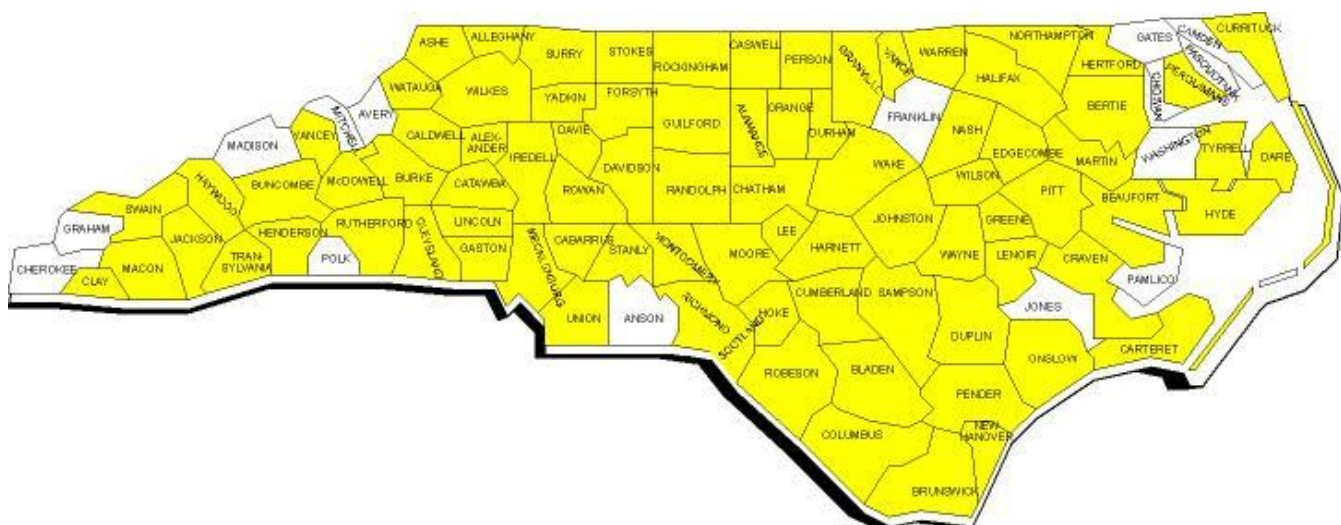 ASHE
ALLEGHANY
SURRY
STOKES
ROCKINGHAM
CASWELL
PERSON
GRANVILLE
VANCE
WARREN
NORTHAMPTON
HERTFORD
GATES
CAMDEN
CURRITUCK
PASQUOTANK
PERQUIMANS
CHOWAN
WATAUGA
WILKES
YADKIN
FORSYTH
GUILFORD
ALAMANCE
ORANGE
DURHAM
FRANKLIN
HALIFAX
NASH
BERTIE
AVERY
MITCHELL
CALDWELL
ALEX-
ANDER
IREDELL
DAVIE
DAVIDSON
RANDOLPH
CHATHAM
WAKE
EDGECOMBE
MARTIN
WASHINGTON
TYRRELL
DARE
MADISON
YANCEY
McDOWELL
BURKE
CATAWBA
ROWAN
WILSON
PITT
BEAUFORT
HYDE
HAYWOOD
BUNCOMBE
SWAIN
GRAHAM
JACKSON
HENDERSON
RUTHERFORD
LINCOLN
GASTON
MECKLENBURG
CABARRUS
STANLY
MONTGOMERY
MOORE
LEE
HARNETT
JOHNSTON
GREENE
WAYNE
LENOIR
CRAVEN
PAMLICO
CHEROKEE
CLAY
MACON
TRAN-
SYLVANIA
POLK
UNION
ANSON
RICHMOND
SCOTLAND
HOKE
CUMBERLAND
SAMPSON
DUPLIN
JONES
ONSLOW
CARTERET
ROBESON
BLADEN
PENDER
COLUMBUS
NEW
HANOVER
BRUNSWICK